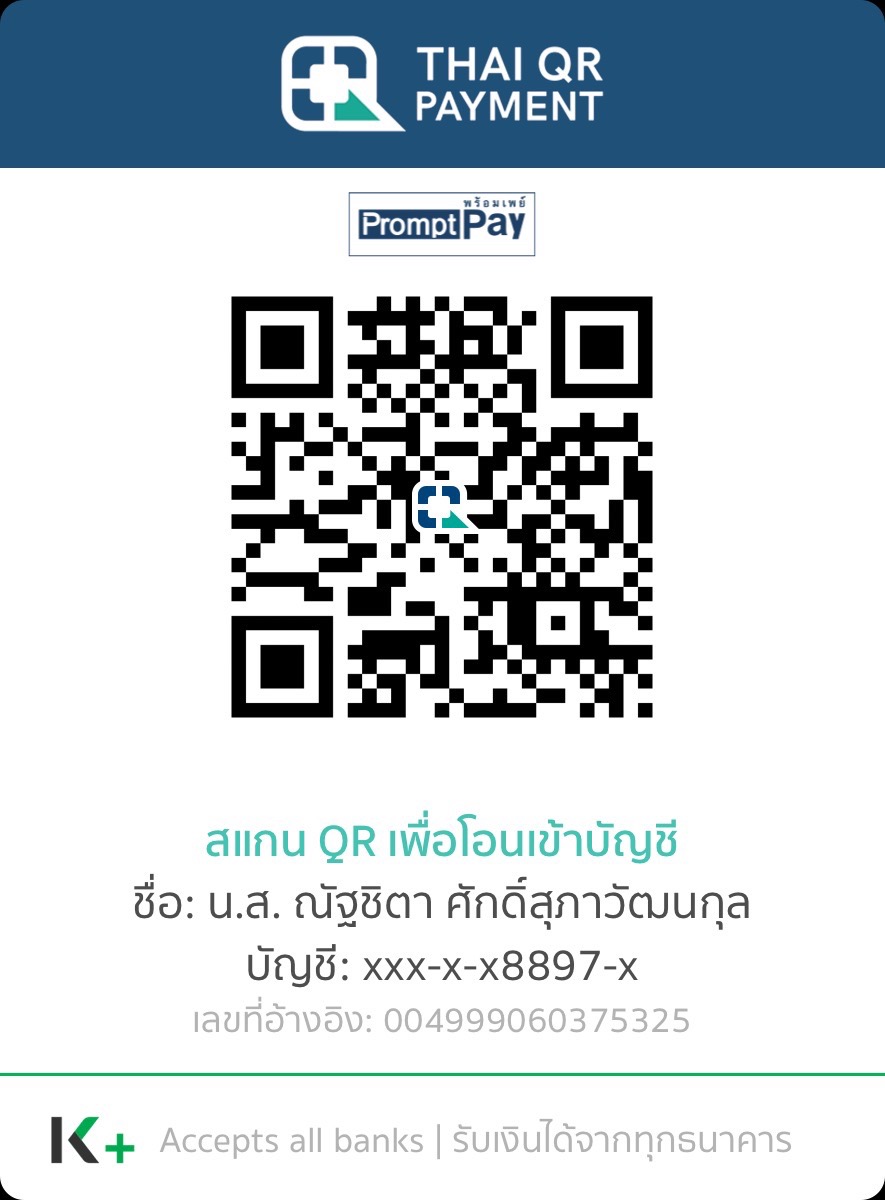 THAI QR
PAYMENT
พร้อมเพย์
PromptPay
สแกน QR เพื่อโอนเข้าบัญชี
ชื่อ: น.ส. ณัฐชิตา ศักดิ์สุภาวัฒนกุล
บัญชี: xxx-x-x8897-x
เลขที่อ้างอิง: 004999060375325
K+ Accepts all banks | รับเงินได้จากทุกธนาคาร